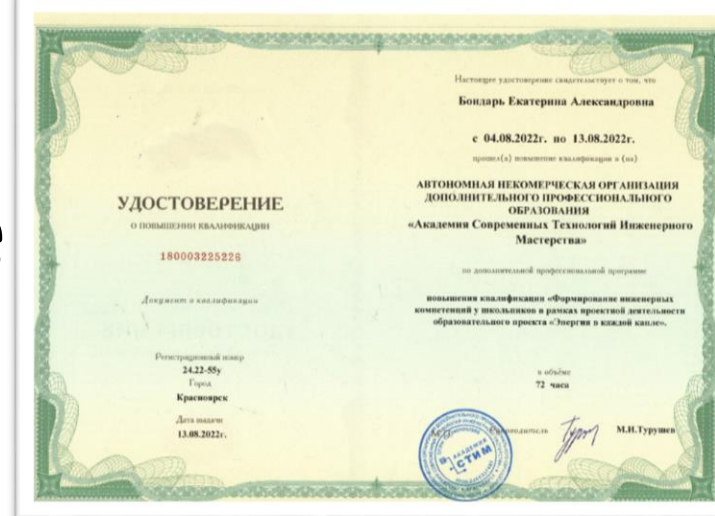 УДОСТОВЕРЕНИЕ
О ПОВЫШЕНИИ КВАЛИФИКАЦИИ
180003225226
Документ о квалификации
Регистрационный номер
24.22-55у
Город
Красноярск
Дата выдачи
13.08.2022г.
Настоящее удостоверение свидетельствует о том, что
Бондарь Екатерина Александровна
с 04.08.2022г. по 13.08.2022г.
прошел(а) повышение квалификации в (на)
АВТОНОМНАЯ НЕКОМЕРЧЕСКАЯ ОРГАНИЗАЦИЯ
ДОПОЛНИТЕЛЬНОГО ПРОФЕССИОНАЛЬНОГО
ОБРАЗОВАНИЯ
«Академия Современных Технологий Инженерного
Мастерства»
по дополнительной профессиональной программе
повышения квалификации «Формирование инженерных
компетенций у школьников в рамках проектной деятельности
образовательного проекта «Энергия в каждой капле».
в объёме
72 часа
М.П. Руководитель М.И.Турушев
АКАДЕМИЯ
СТИМ